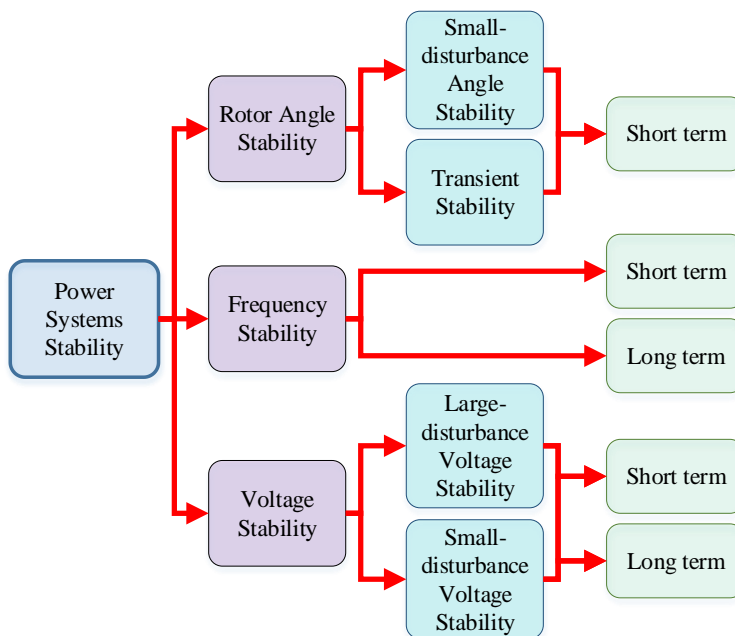 Power
Systems
Stability
Rotor Angle
Stability
Small-
disturbance
Angle
Stability
Transient
Stability
Short term
Frequency
Stability
Short term
Long term
Voltage
Stability
Large-
disturbance
Voltage
Stability
Small-
disturbance
Voltage
Stability
Short term
Long term